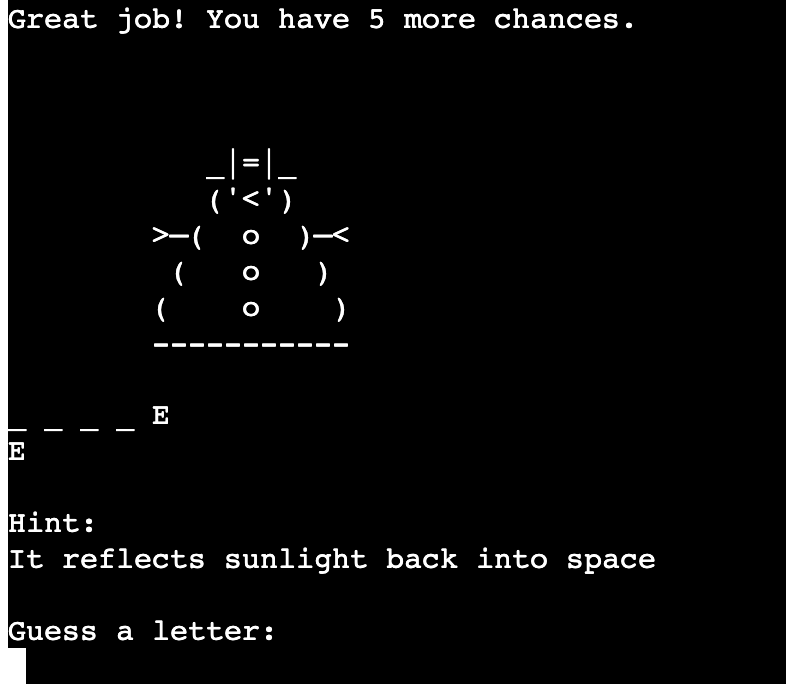 Great job! You have 5 more chances.
_|=|_
('<')
>—(  o  )—<
(   o   )
(    o    )
-----------
_ _ _ _ E
E
Hint:
It reflects sunlight back into space
Guess a letter: